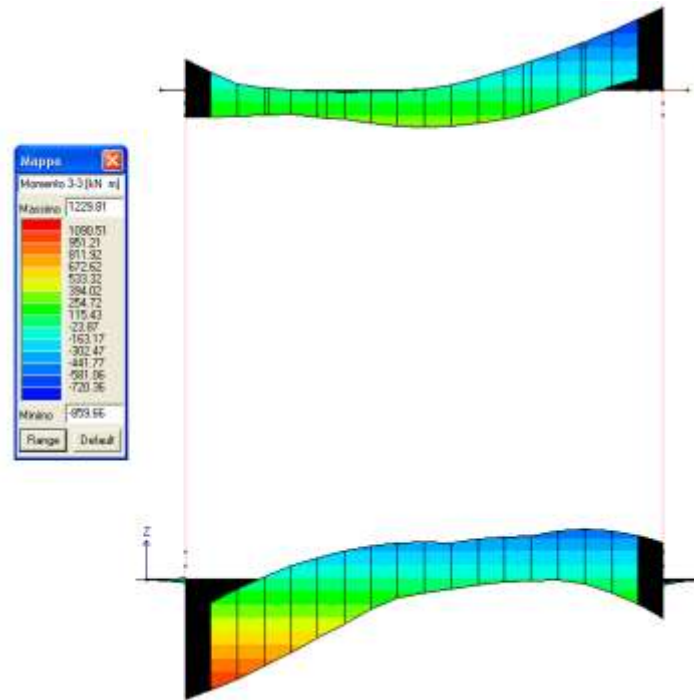 Mappa
Momento 3-3 [kN m]
Massimo 1229.81
1090.51
951.21
811.92
672.62
533.32
394.02
254.72
115.43
-23.87
-163.17
-302.47
-441.77
-581.06
-720.36
Minimo -859.66
Range Default
Z